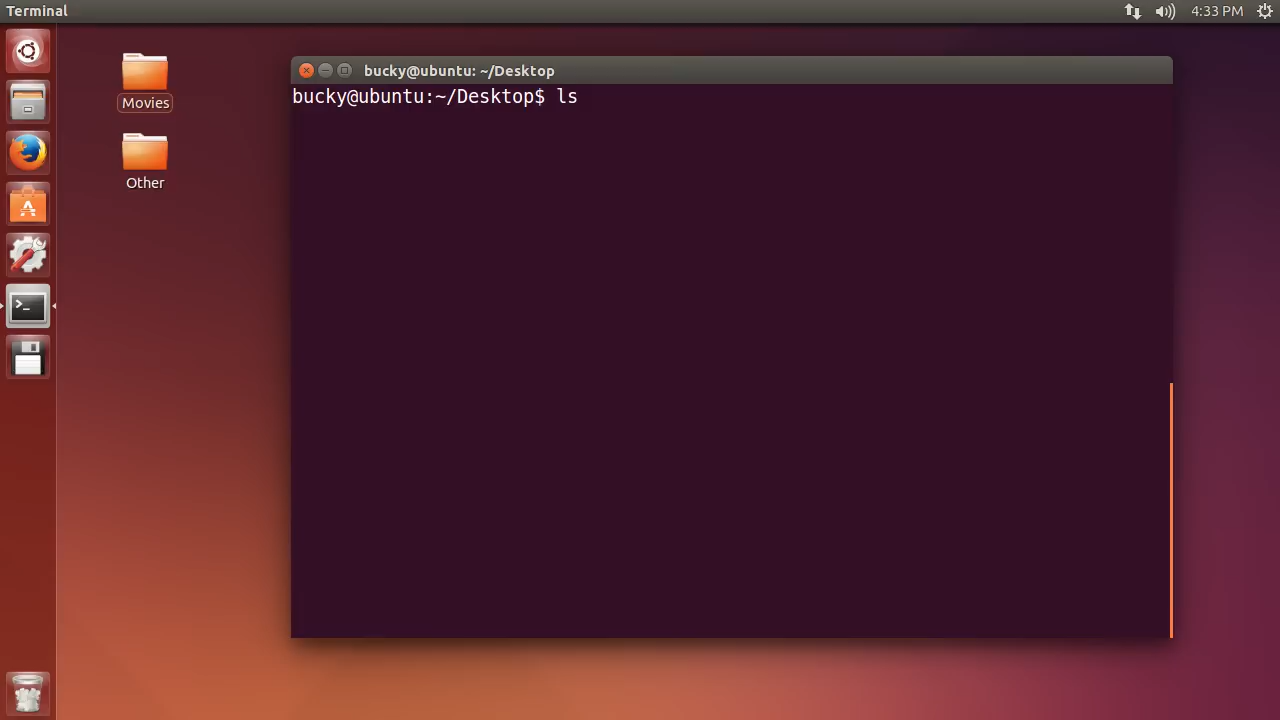 Terminal
4:33 PM
Movies
Other
bucky@ubuntu: ~/Desktop
bucky@ubuntu:~/Desktop$ ls